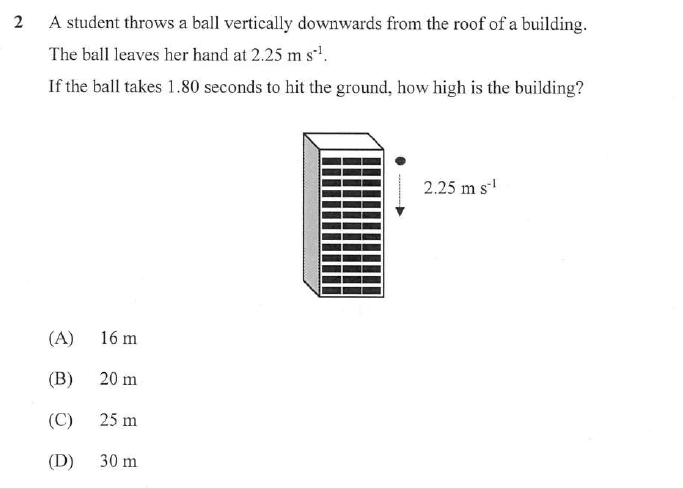 2 A student throws a ball vertically downwards from the roof of a building.
The ball leaves her hand at 2.25 m s⁻¹.
If the ball takes 1.80 seconds to hit the ground, how high is the building?
2.25 m s⁻¹
(A) 16 m
(B) 20 m
(C) 25 m
(D) 30 m